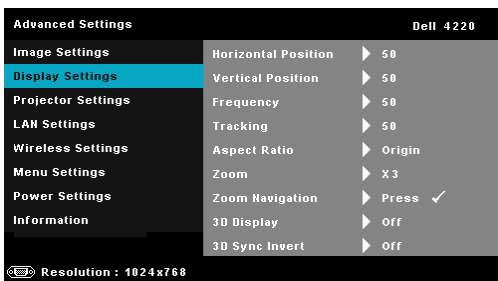 Advanced Settings Dell 4220
Image Settings
Display Settings
Projector Settings
LAN Settings
Wireless Settings
Menu Settings
Power Settings
Information
Horizontal Position 50
Vertical Position 50
Frequency 50
Tracking 50
Aspect Ratio Origin
Zoom X3
Zoom Navigation Press ✓
3D Display Off
3D Sync Invert Off
Resolution : 1024x768